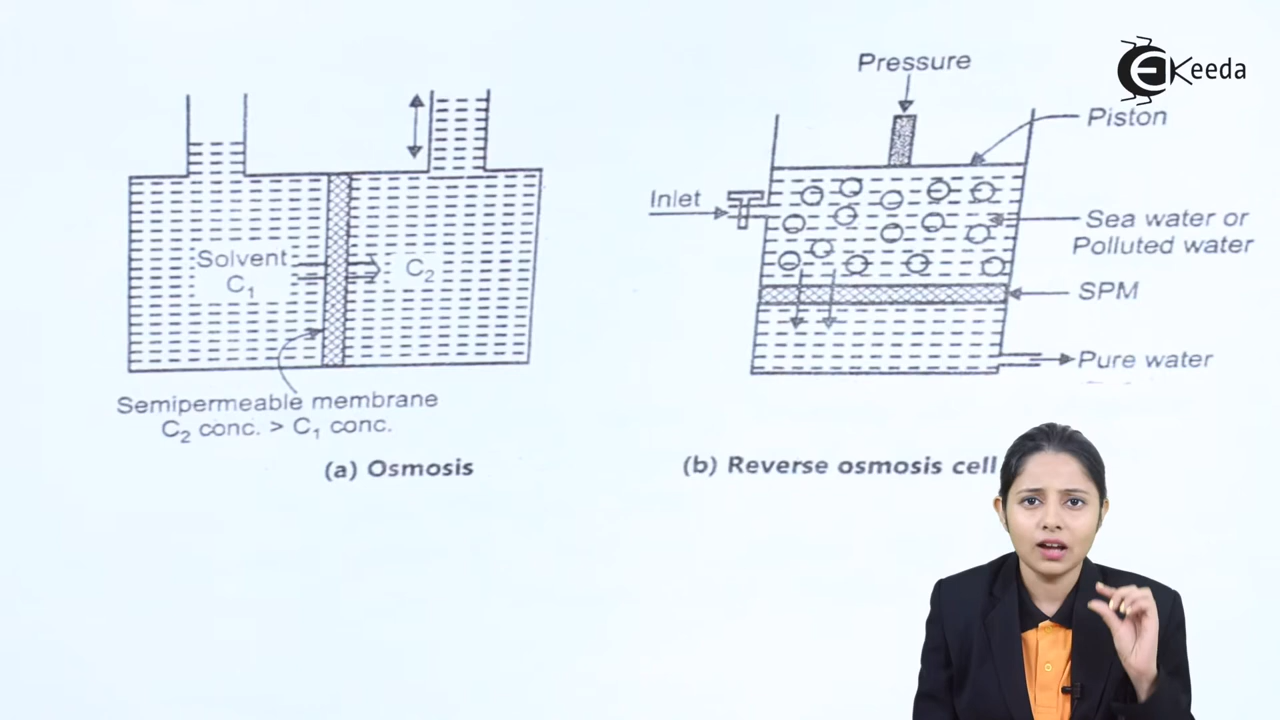 Solvent
C₁
C₂
Semipermeable membrane
C₂ conc. > C₁ conc.
(a) Osmosis
Pressure
Piston
Inlet
Sea water or
Polluted water
SPM
Pure water
(b) Reverse osmosis cell
EKeeda